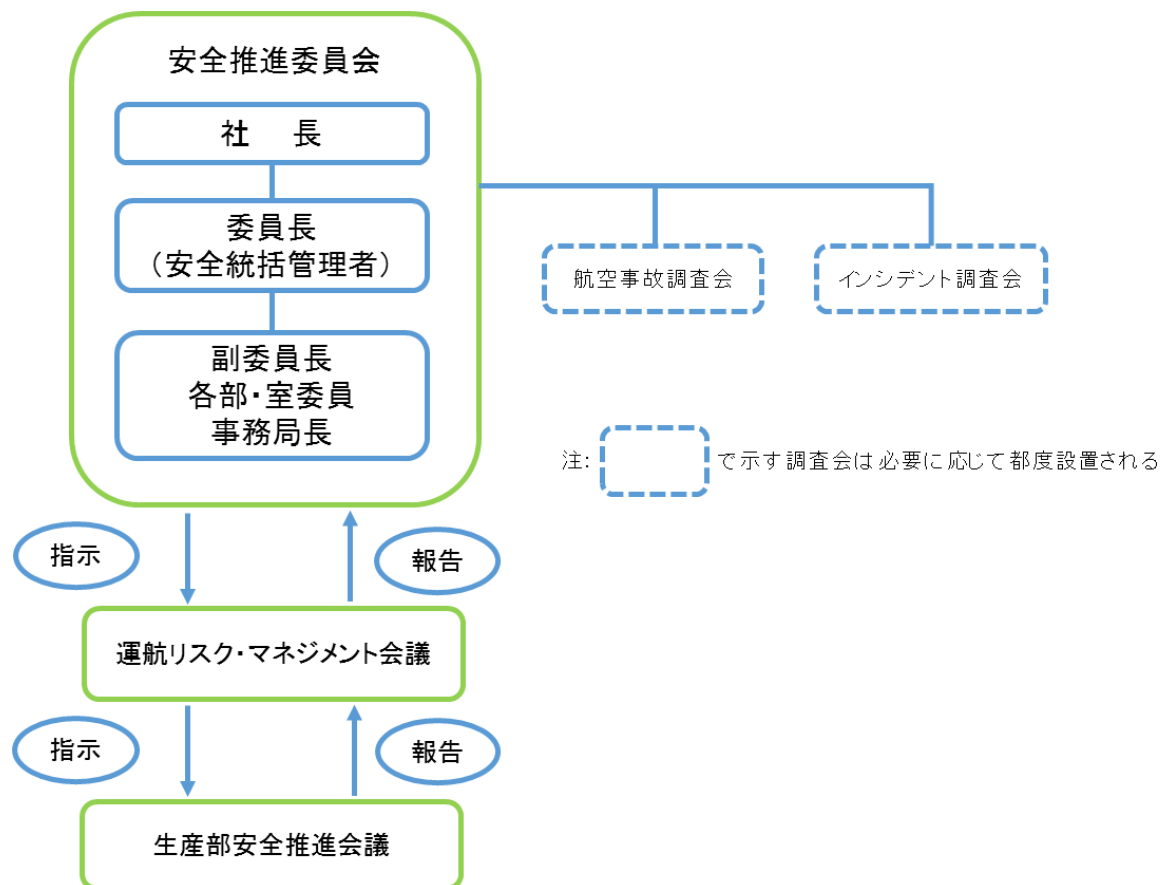 安全推進委員会
社　長
委員長
（安全統括管理者）
副委員長
各部・室委員
事務局長
航空事故調査会
インシデント調査会
注：　で示す調査会は必要に応じて都度設置される
指示
報告
運航リスク・マネジメント会議
指示
報告
生産部安全推進会議